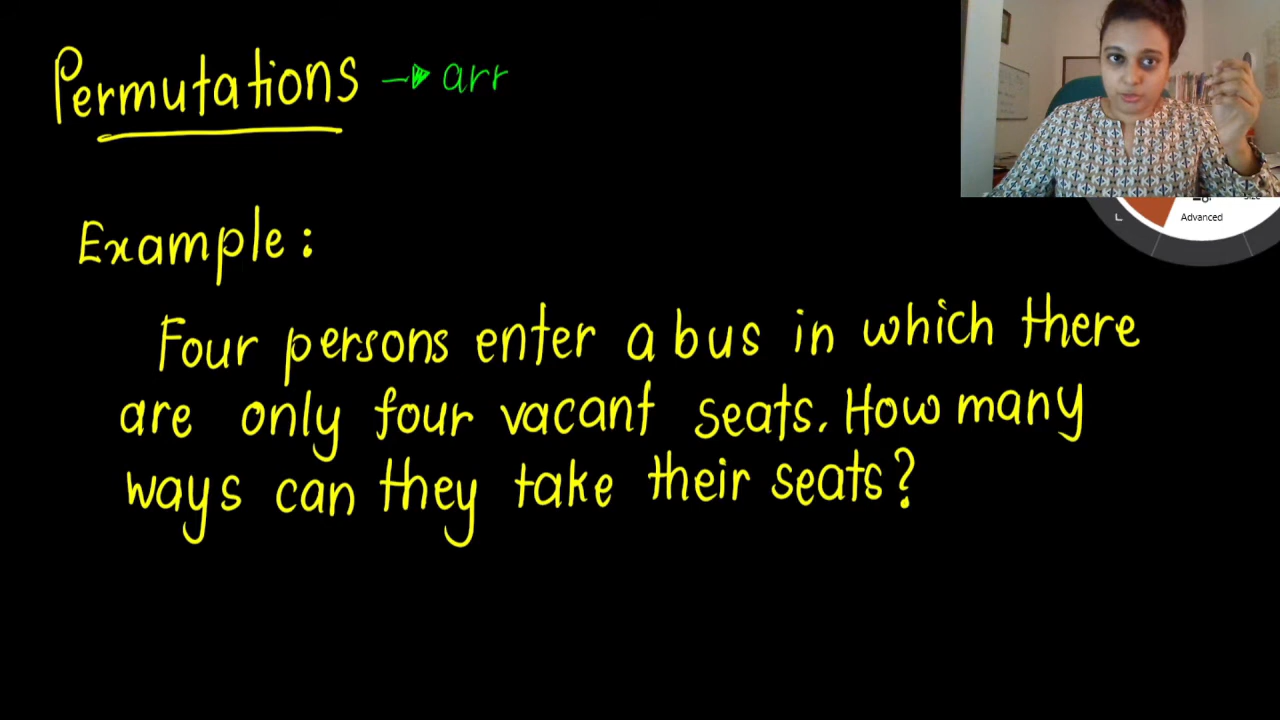 Permutations → arr
Advanced
Example:
Four persons enter a bus in which there
are only four vacant seats. How many
ways can they take their seats?